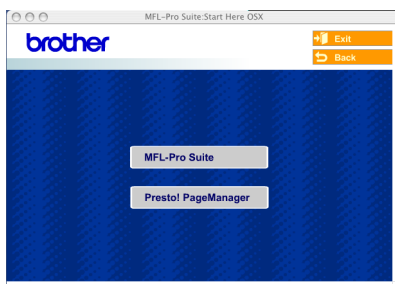 MFL-Pro Suite:Start Here OSX
brother
Exit
Back
MFL-Pro Suite
Presto! PageManager